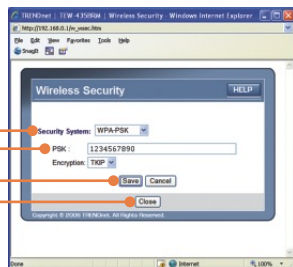 TRENDnet | TEW-435BRM | Wireless Security - Windows Internet Explorer
http://192.168.0.1/w_wsec.htm
File Edit View Favorites Tools Help
SnagIt
Wireless Security HELP
Security System: WPA-PSK
PSK: 1234567890
Encryption: TKIP
Save Cancel
Close
Copyright © 2006 TRENDnet. All Rights Reserved.
Done Internet 100%